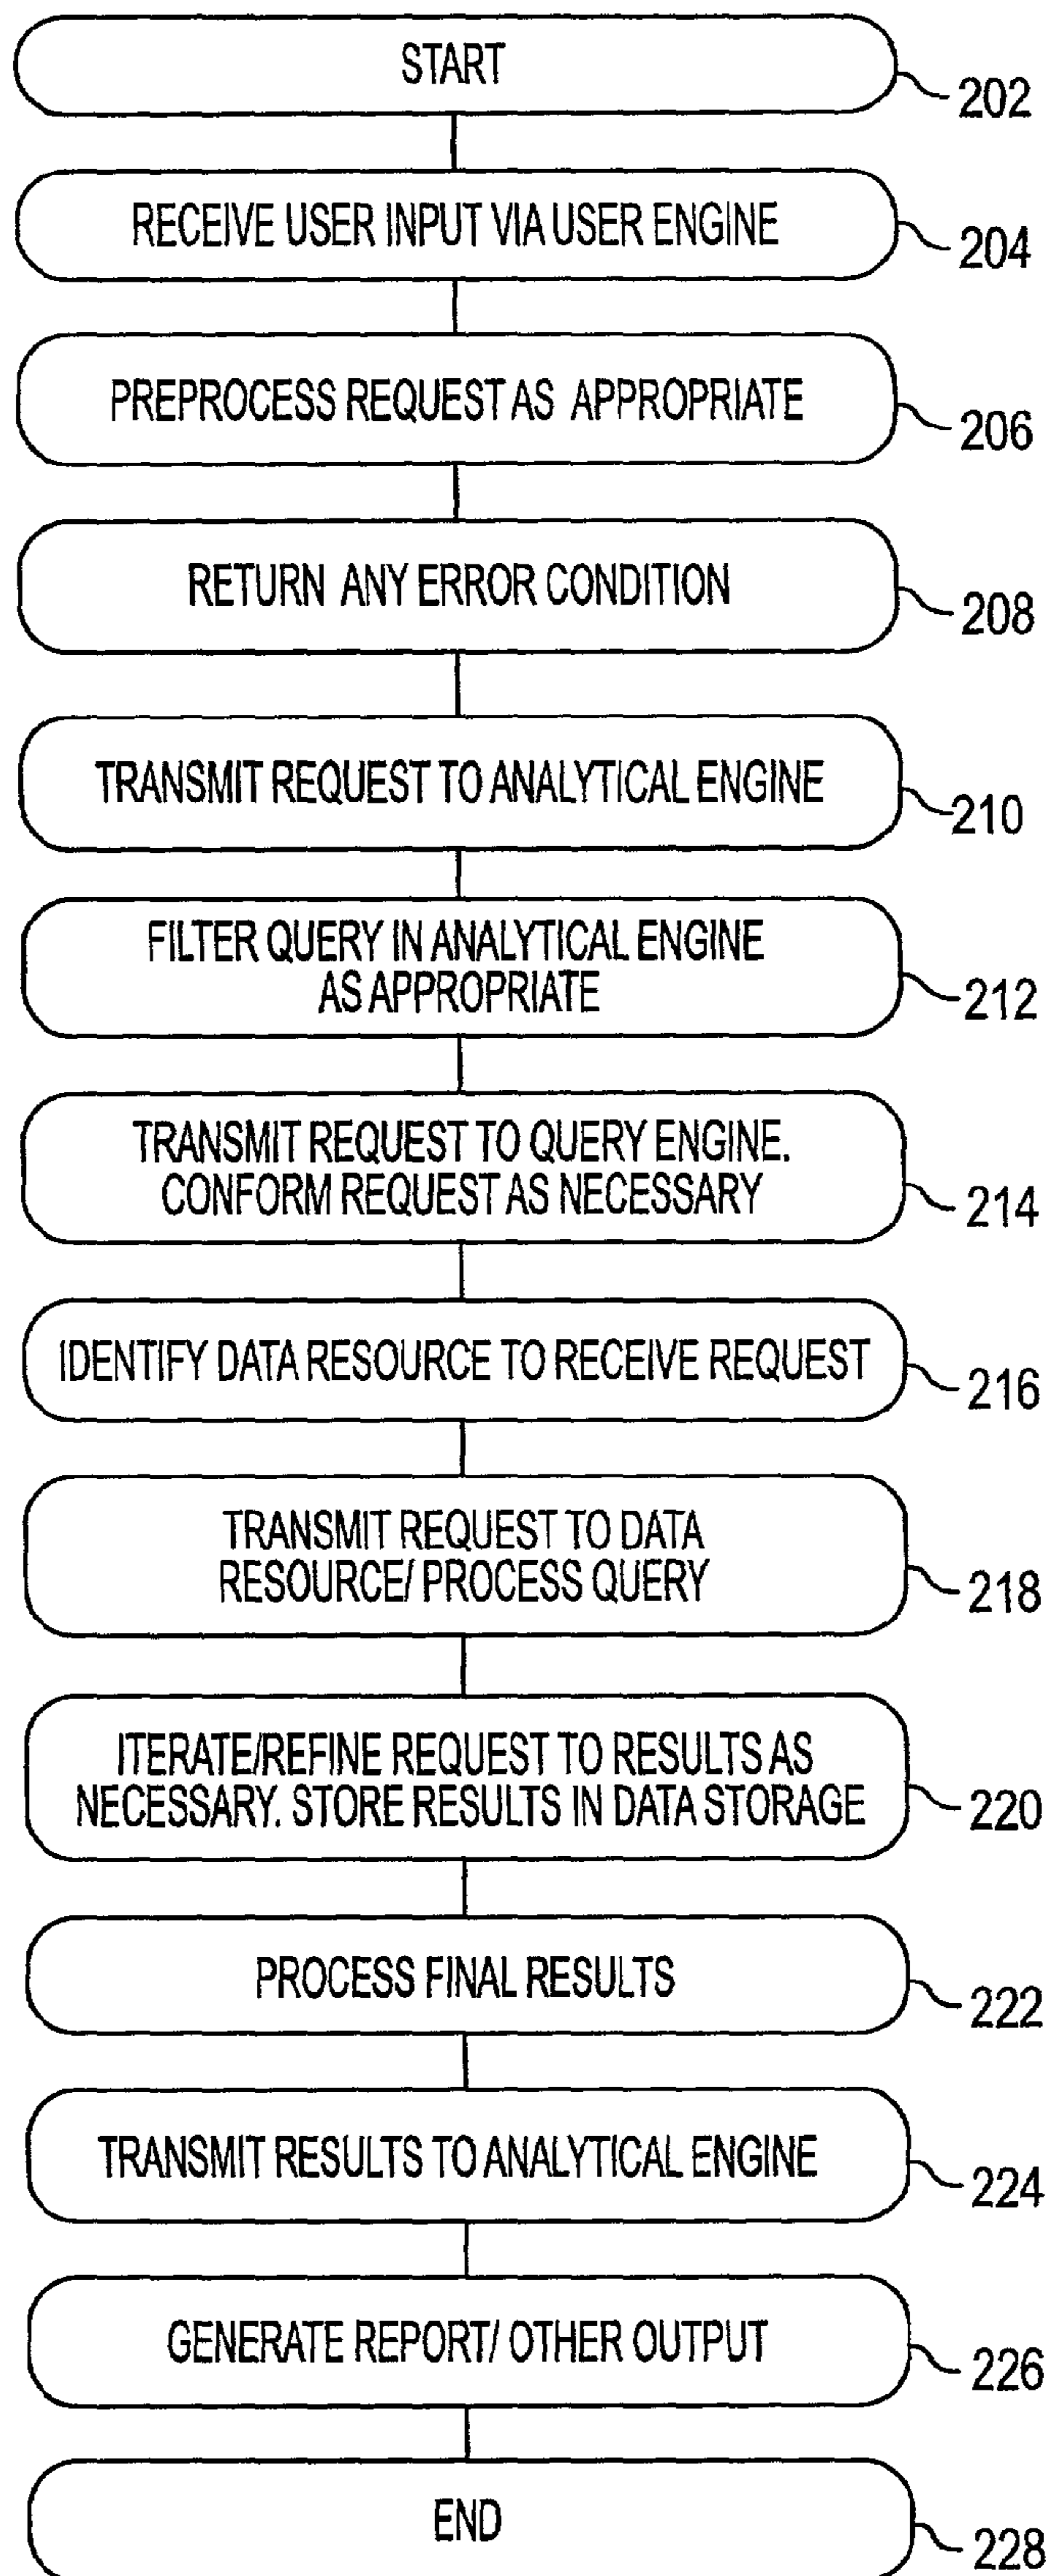 START
202
RECEIVE USER INPUT VIA USER ENGINE
204
PREPROCESS REQUEST AS APPROPRIATE
206
RETURN ANY ERROR CONDITION
208
TRANSMIT REQUEST TO ANALYTICAL ENGINE
210
FILTER QUERY IN ANALYTICAL ENGINE
AS APPROPRIATE
212
TRANSMIT REQUEST TO QUERY ENGINE.
CONFORM REQUEST AS NECESSARY
214
IDENTIFY DATA RESOURCE TO RECEIVE REQUEST
216
TRANSMIT REQUEST TO DATA
RESOURCE/ PROCESS QUERY
218
ITERATE/REFINE REQUEST TO RESULTS AS
NECESSARY. STORE RESULTS IN DATA STORAGE
220
PROCESS FINAL RESULTS
222
TRANSMIT RESULTS TO ANALYTICAL ENGINE
224
GENERATE REPORT/ OTHER OUTPUT
226
END
228